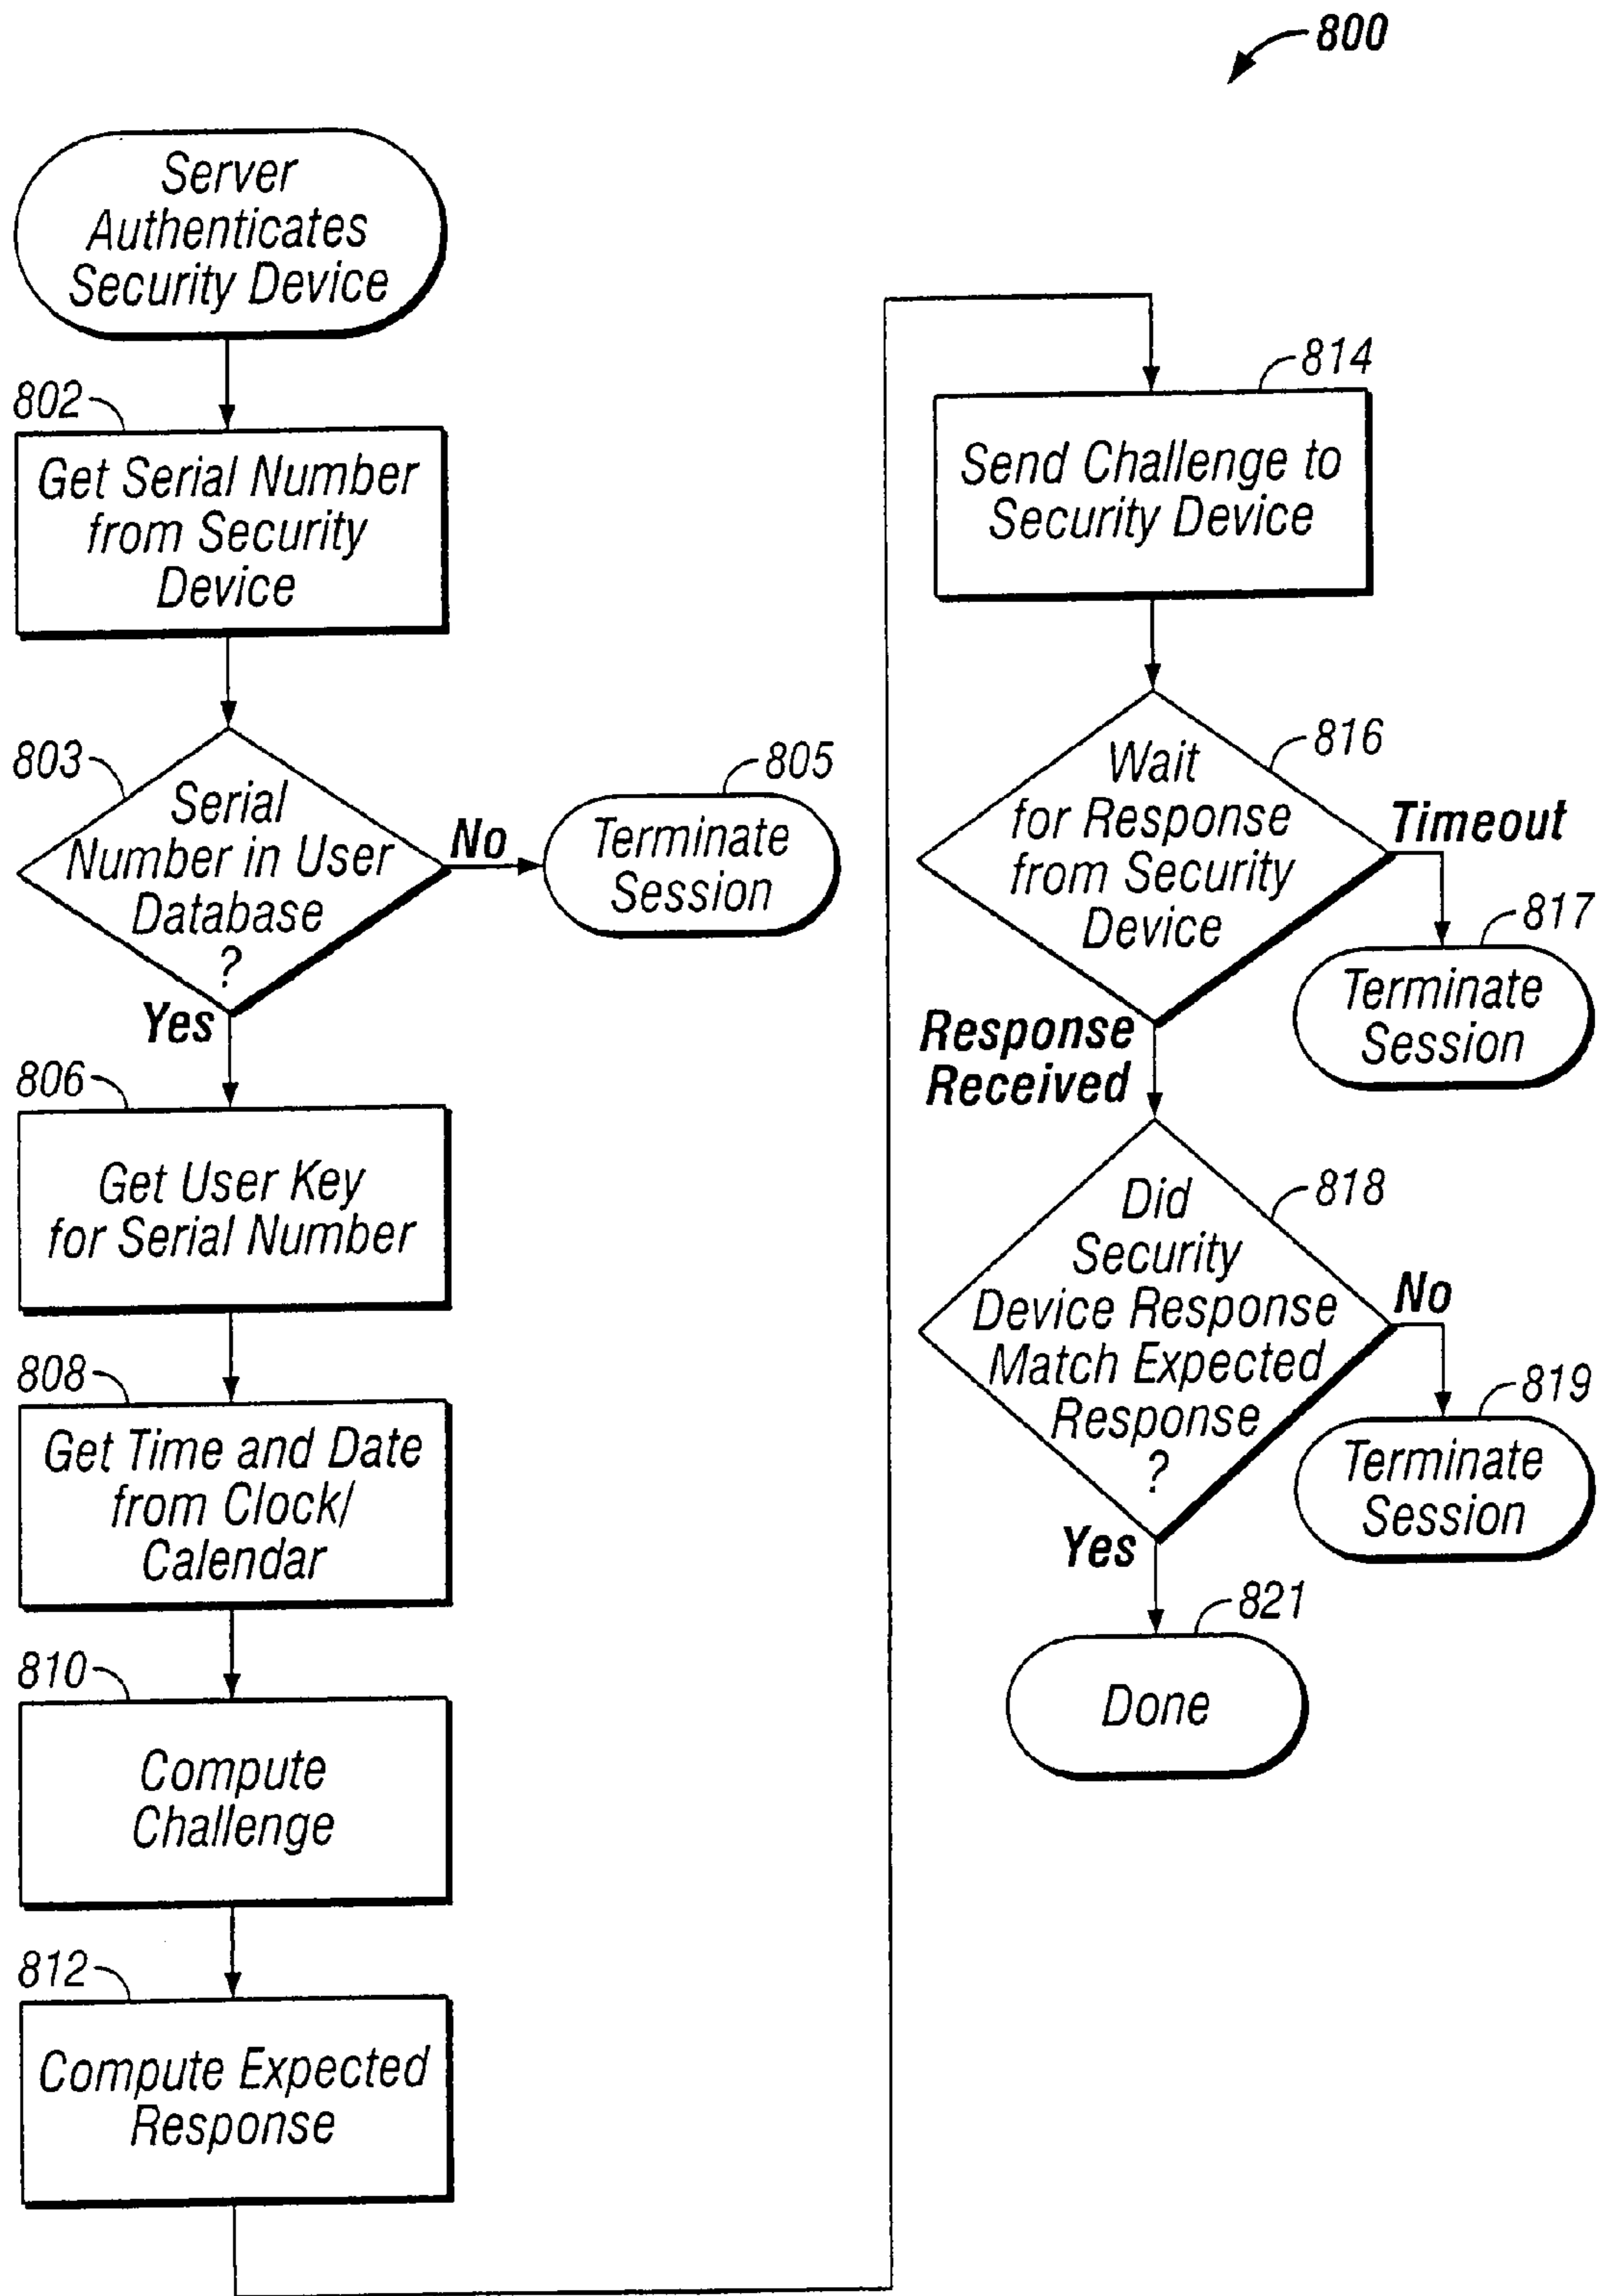 800
Server
Authenticates
Security Device
802
Get Serial Number
from Security
Device
803
Serial
Number in User
Database
?
No
805
Terminate
Session
Yes
806
Get User Key
for Serial Number
808
Get Time and Date
from Clock/
Calendar
810
Compute
Challenge
812
Compute Expected
Response
814
Send Challenge to
Security Device
816
Wait
for Response
from Security
Device
Timeout
817
Terminate
Session
Response
Received
818
Did
Security
Device Response
Match Expected
Response
?
No
819
Terminate
Session
Yes
821
Done